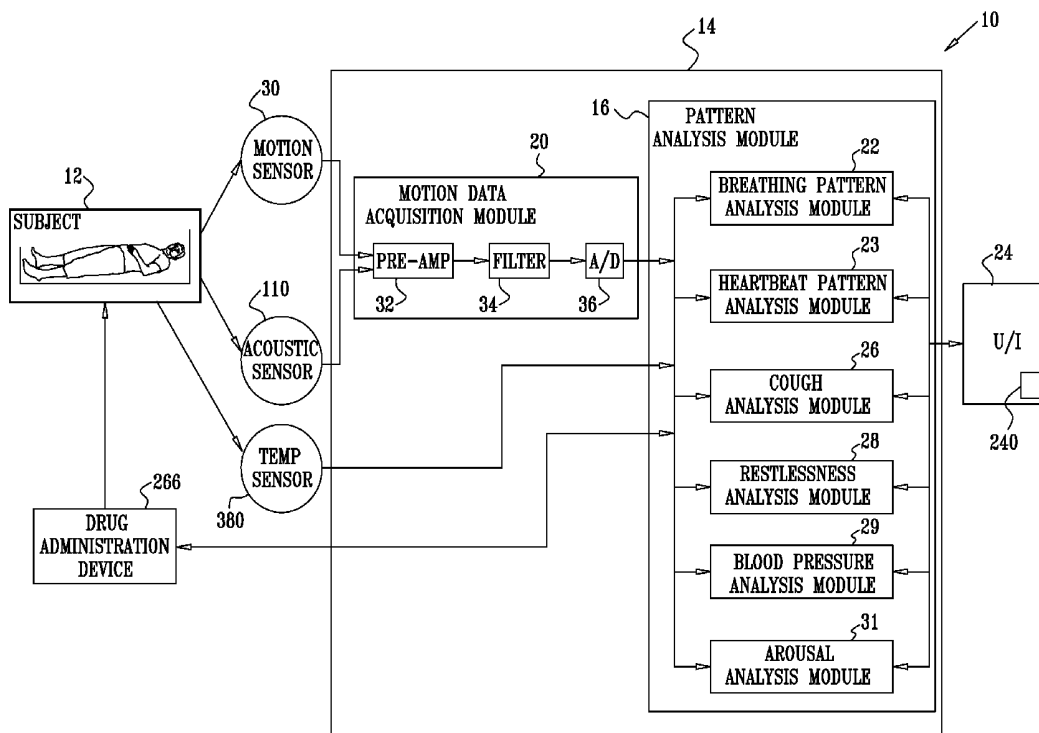 10
14
30
MOTION
SENSOR
12
SUBJECT
20
MOTION DATA
ACQUISITION MODULE
PRE-AMP
32
FILTER
34
A/D
36
110
ACOUSTIC
SENSOR
TEMP
SENSOR
380
266
DRUG
ADMINISTRATION
DEVICE
16
PATTERN
ANALYSIS MODULE
22
BREATHING PATTERN
ANALYSIS MODULE
23
HEARTBEAT PATTERN
ANALYSIS MODULE
26
COUGH
ANALYSIS MODULE
28
RESTLESSNESS
ANALYSIS MODULE
29
BLOOD PRESSURE
ANALYSIS MODULE
31
AROUSAL
ANALYSIS MODULE
24
U/I
240